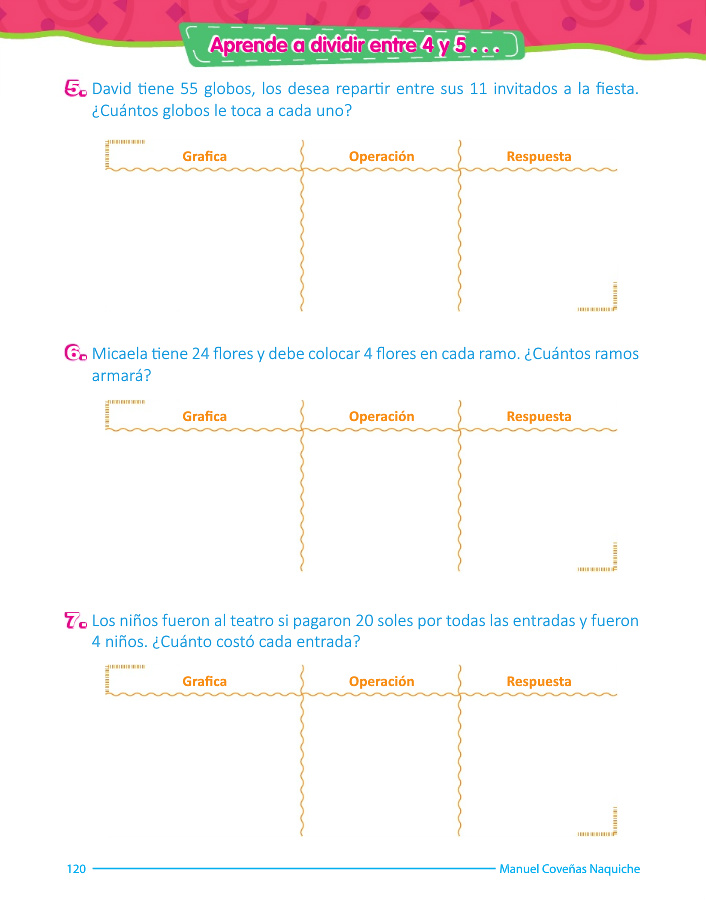 Aprende a dividir entre 4 y 5 . . .
5. David tiene 55 globos, los desea repartir entre sus 11 invitados a la fiesta.
¿Cuántos globos le toca a cada uno?
Grafica Operación Respuesta
6. Micaela tiene 24 flores y debe colocar 4 flores en cada ramo. ¿Cuántos ramos
armará?
Grafica Operación Respuesta
7. Los niños fueron al teatro si pagaron 20 soles por todas las entradas y fueron
4 niños. ¿Cuánto costó cada entrada?
Grafica Operación Respuesta
120 Manuel Coveñas Naquiche